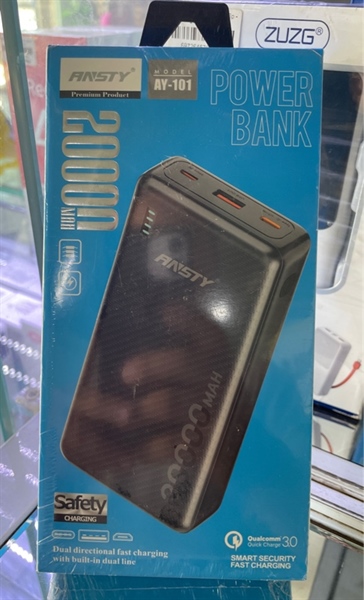 ZUZG®
ANSTY
Premium Product
MODEL
AY-101
POWER
BANK
20000
MAH
ANSTY
30000MAH
Safety
CHARGING
Dual directional fast charging
with built-in dual line
Qualcomm
Quick Charge 3.0
SMART SECURITY
FAST CHARGING